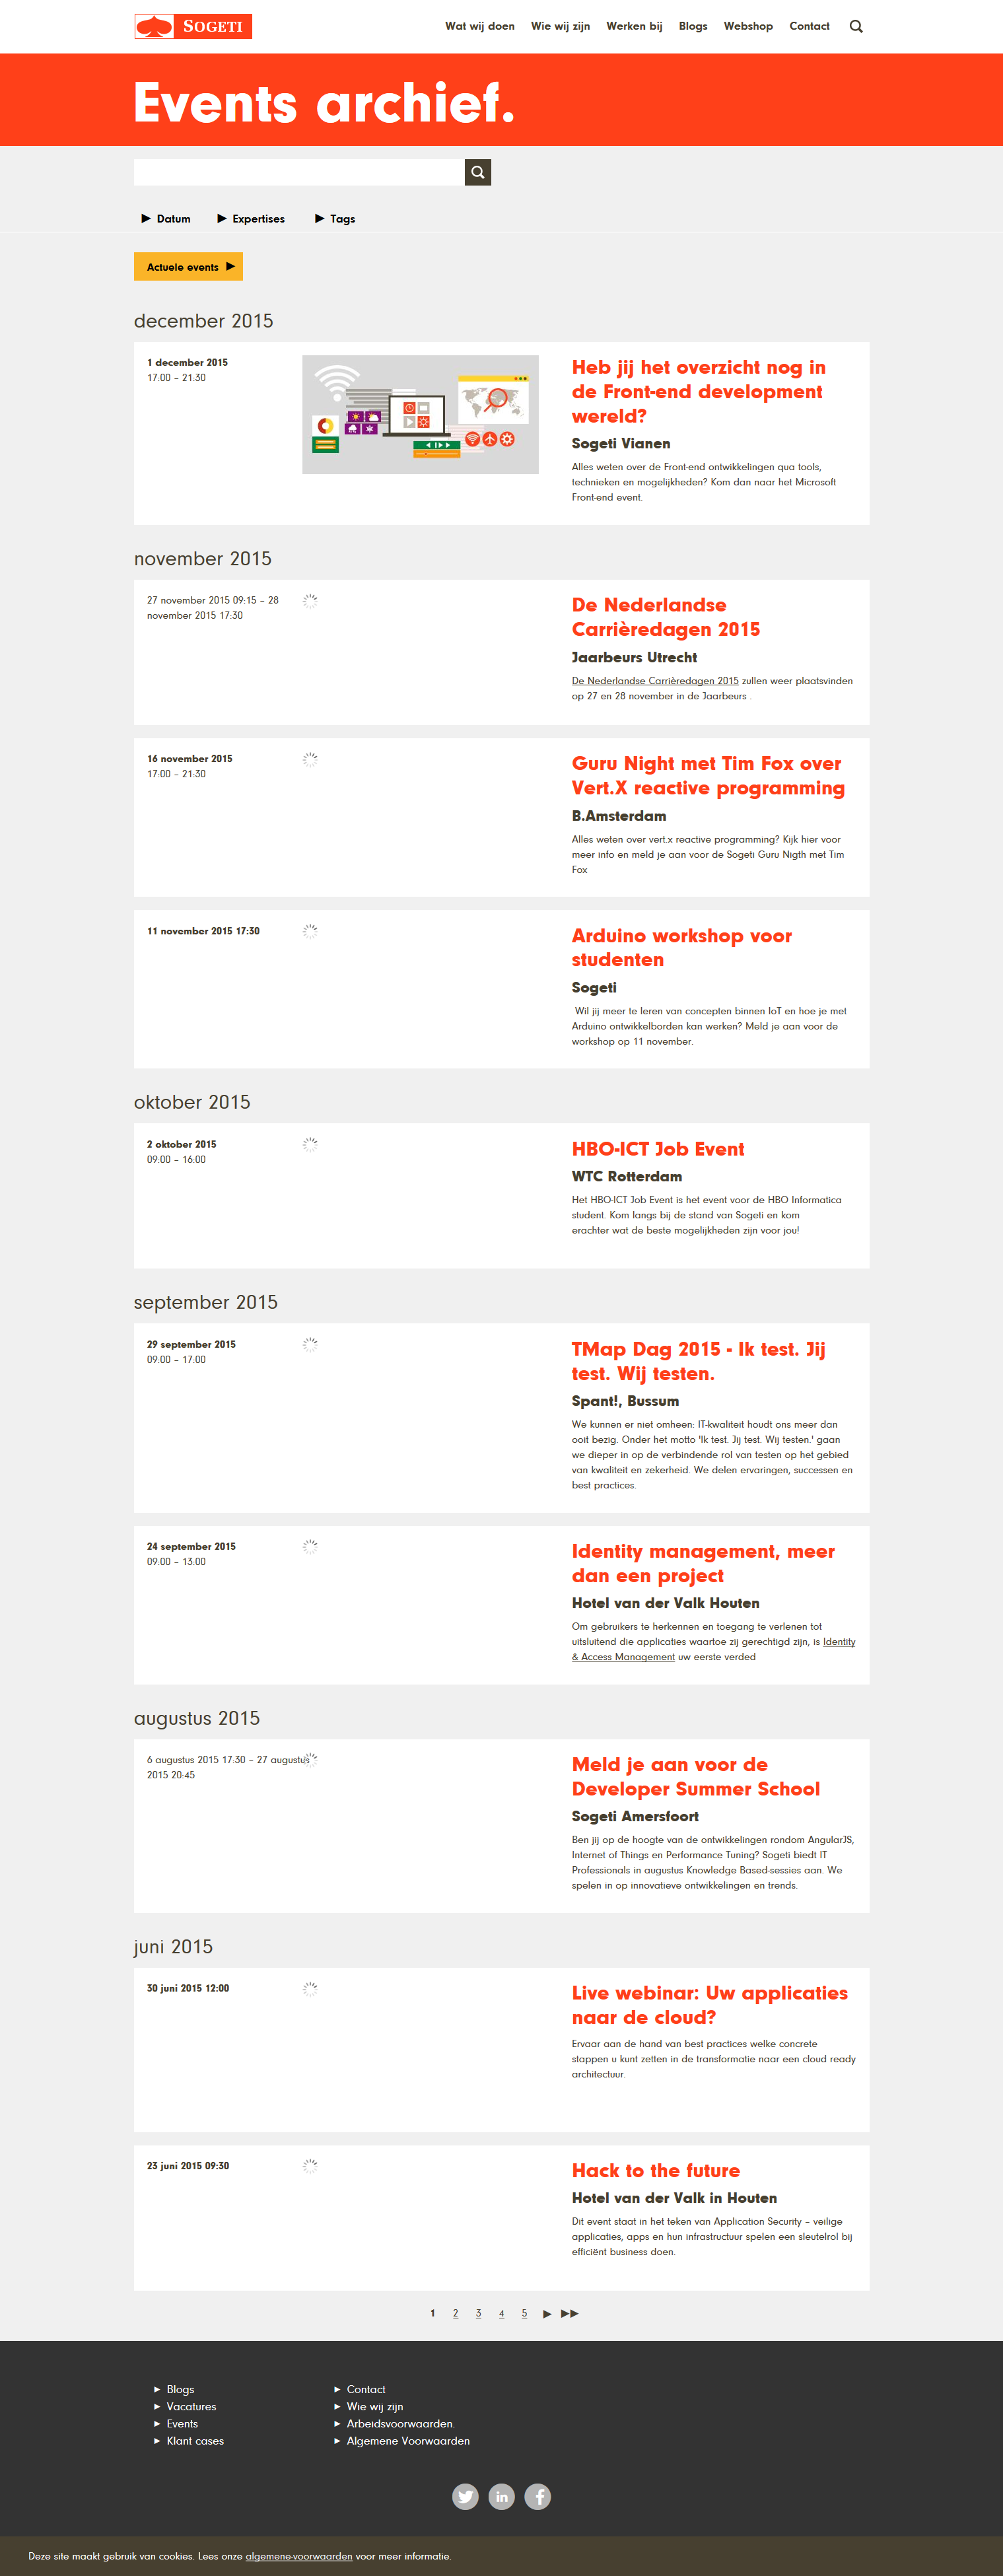 SOGETI
Wat wij doen Wie wij zijn Werken bij Blogs Webshop Contact
Events archief.
Datum Expertises Tags
Actuele events
december 2015
1 december 2015
17:00 – 21:30
Heb jij het overzicht nog in
de Front-end development
wereld?
Sogeti Vianen
Alles weten over de Front-end ontwikkelingen qua tools,
technieken en mogelijkheden? Kom dan naar het Microsoft
Front-end event.
november 2015
27 november 2015 09:15 – 28
november 2015 17:30
De Nederlandse
Carrièredagen 2015
Jaarbeurs Utrecht
De Nederlandse Carrièredagen 2015 zullen weer plaatsvinden
op 27 en 28 november in de Jaarbeurs .
16 november 2015
17:00 – 21:30
Guru Night met Tim Fox over
Vert.X reactive programming
B.Amsterdam
Alles weten over vert.x reactive programming? Kijk hier voor
meer info en meld je aan voor de Sogeti Guru Nigth met Tim
Fox
11 november 2015 17:30
Arduino workshop voor
studenten
Sogeti
Wil jij meer te leren van concepten binnen IoT en hoe je met
Arduino ontwikkelborden kan werken? Meld je aan voor de
workshop op 11 november.
oktober 2015
2 oktober 2015
09:00 – 16:00
HBO-ICT Job Event
WTC Rotterdam
Het HBO-ICT Job Event is het event voor de HBO Informatica
student. Kom langs bij de stand van Sogeti en kom
erachter wat de beste mogelijkheden zijn voor jou!
september 2015
29 september 2015
09:00 – 17:00
TMap Dag 2015 - Ik test. Jij
test. Wij testen.
Spant!, Bussum
We kunnen er niet omheen: IT-kwaliteit houdt ons meer dan
ooit bezig. Onder het motto 'Ik test. Jij test. Wij testen.' gaan
we dieper in op de verbindende rol van testen op het gebied
van kwaliteit en zekerheid. We delen ervaringen, successen en
best practices.
24 september 2015
09:00 – 13:00
Identity management, meer
dan een project
Hotel van der Valk Houten
Om gebruikers te herkennen en toegang te verlenen tot
uitsluitend die applicaties waartoe zij gerechtigd zijn, is Identity
& Access Management uw eerste verded
augustus 2015
6 augustus 2015 17:30 – 27 augustus
2015 20:45
Meld je aan voor de
Developer Summer School
Sogeti Amersfoort
Ben jij op de hoogte van de ontwikkelingen rondom AngularJS,
Internet of Things en Performance Tuning? Sogeti biedt IT
Professionals in augustus Knowledge Based-sessies aan. We
spelen in op innovatieve ontwikkelingen en trends.
juni 2015
30 juni 2015 12:00
Live webinar: Uw applicaties
naar de cloud?
Ervaar aan de hand van best practices welke concrete
stappen u kunt zetten in de transformatie naar een cloud ready
architectuur.
23 juni 2015 09:30
Hack to the future
Hotel van der Valk in Houten
Dit event staat in het teken van Application Security – veilige
applicaties, apps en hun infrastructuur spelen een sleutelrol bij
efficiënt business doen.
1 2 3 4 5
Blogs
Vacatures
Events
Klant cases
Contact
Wie wij zijn
Arbeidsvoorwaarden.
Algemene Voorwaarden
Deze site maakt gebruik van cookies. Lees onze algemene-voorwaarden voor meer informatie.